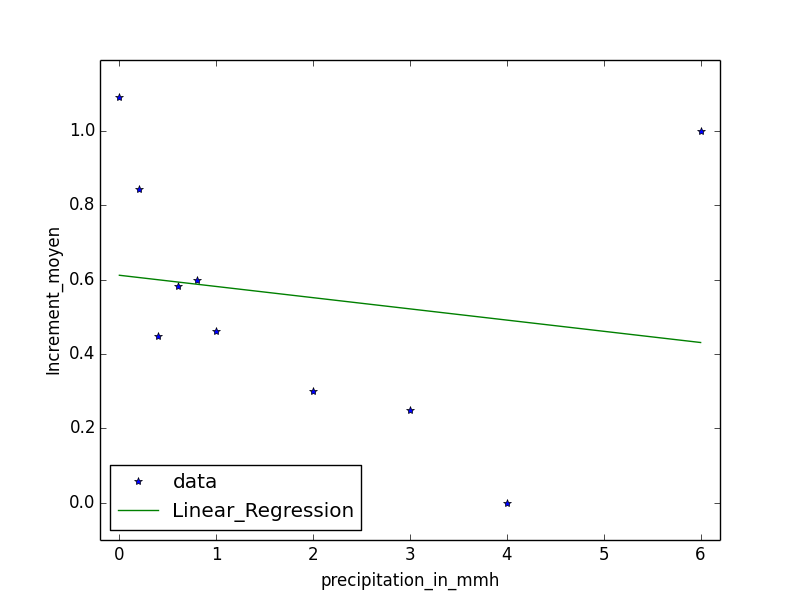 1.0
0.8
0.6
0.4
0.2
0.0
Increment_moyen
data
Linear_Regression
0 1 2 3 4 5 6
precipitation_in_mmh